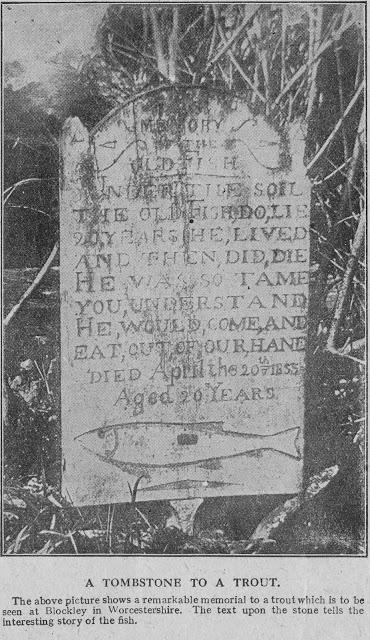 MEMORY
OF THE
OLD FISH
UNDER THE SOIL
THE OLD FISH,DO,LIE
20,YEARS,HE,LIVED
AND THEN,DID,DIE
HE,WAS,SO TAME
YOU,UNDERSTAND
HE,WOULD,COME,AND
EAT,OUT,OF,OUR,HAND
DIED April the 20th 1855
Aged 20 YEARS
A TOMBSTONE TO A TROUT.
The above picture shows a remarkable memorial to a trout which is to be
seen at Blockley in Worcestershire. The text upon the stone tells the
interesting story of the fish.